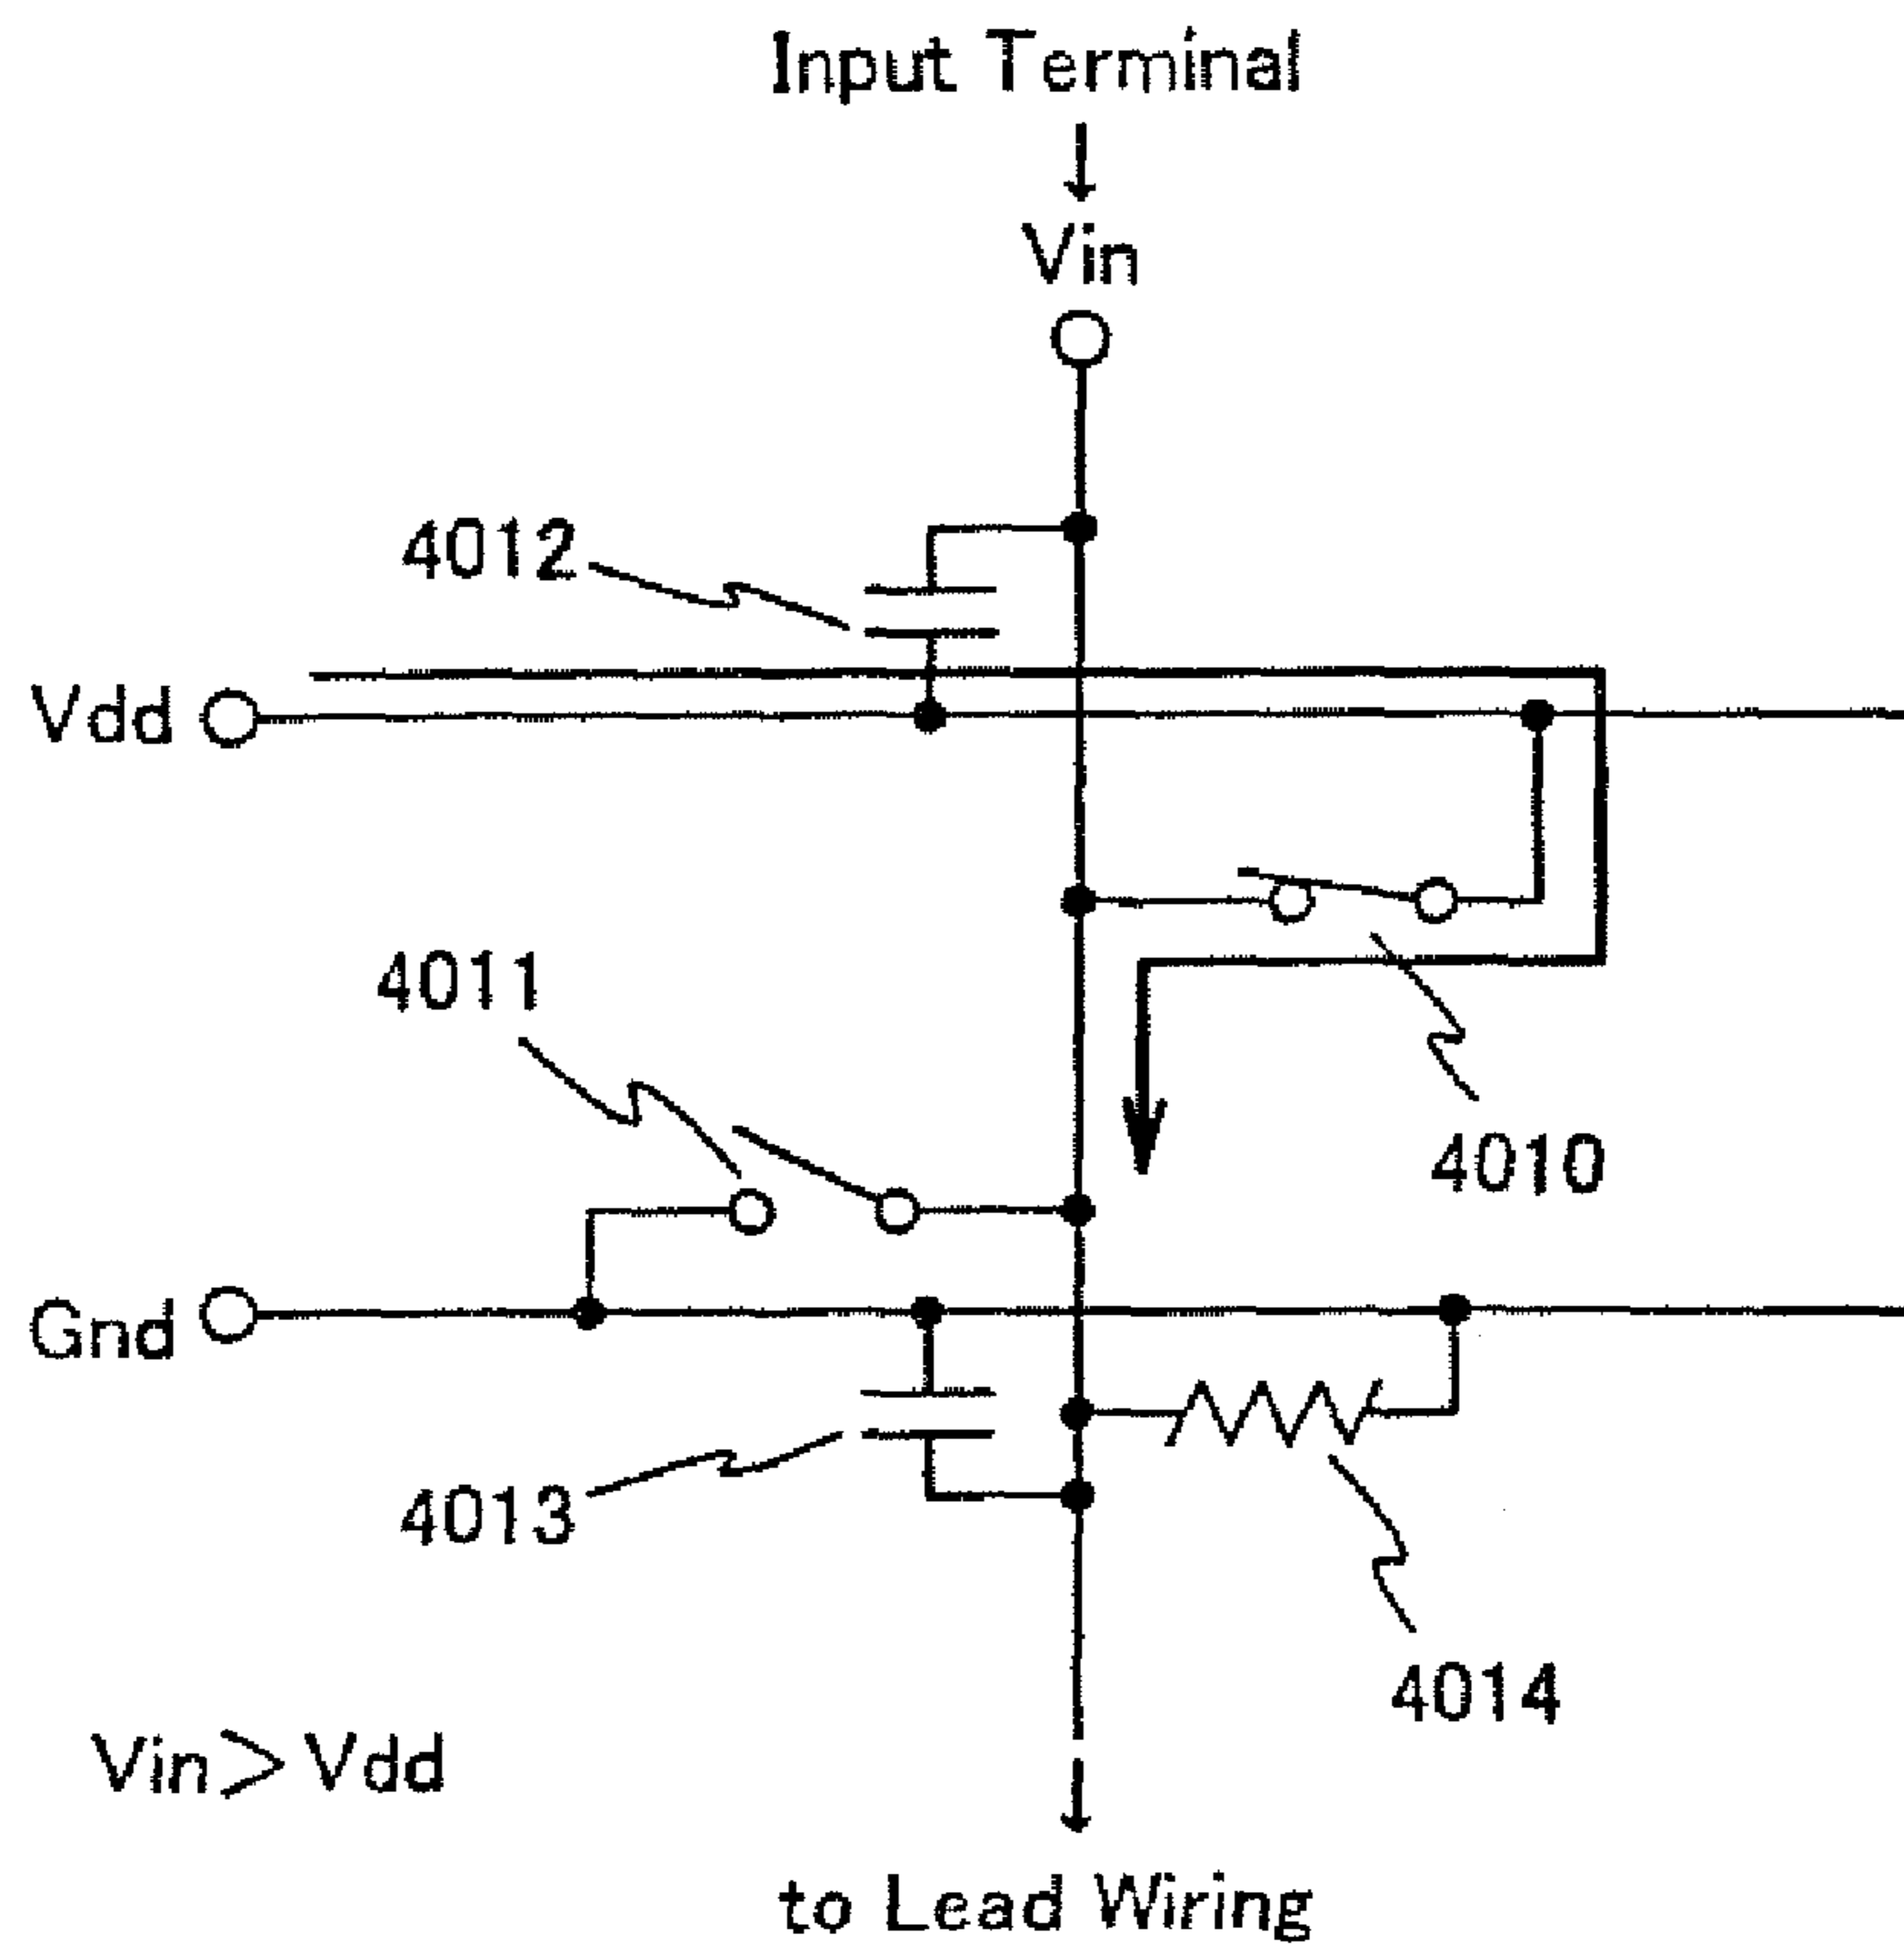 Input Terminal
Vin
4012
Vdd
4011
4010
Gnd
4013
4014
Vin＞Vdd
to Lead Wiring